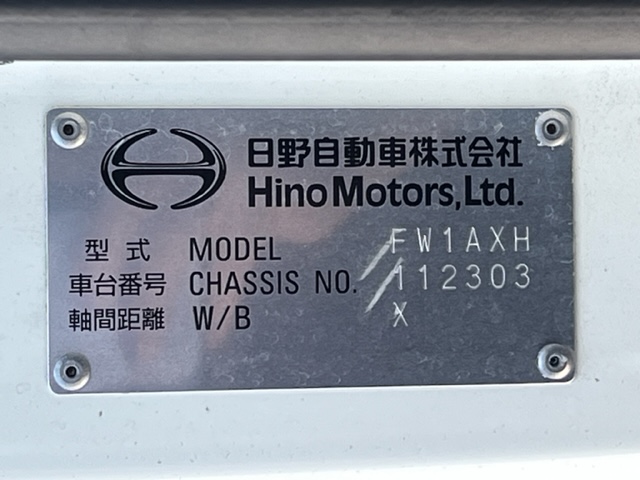 日野自動車株式会社
Hino Motors, Ltd.
型式 MODEL FW1AXH
車台番号 CHASSIS NO. 112303
軸間距離 W/B X